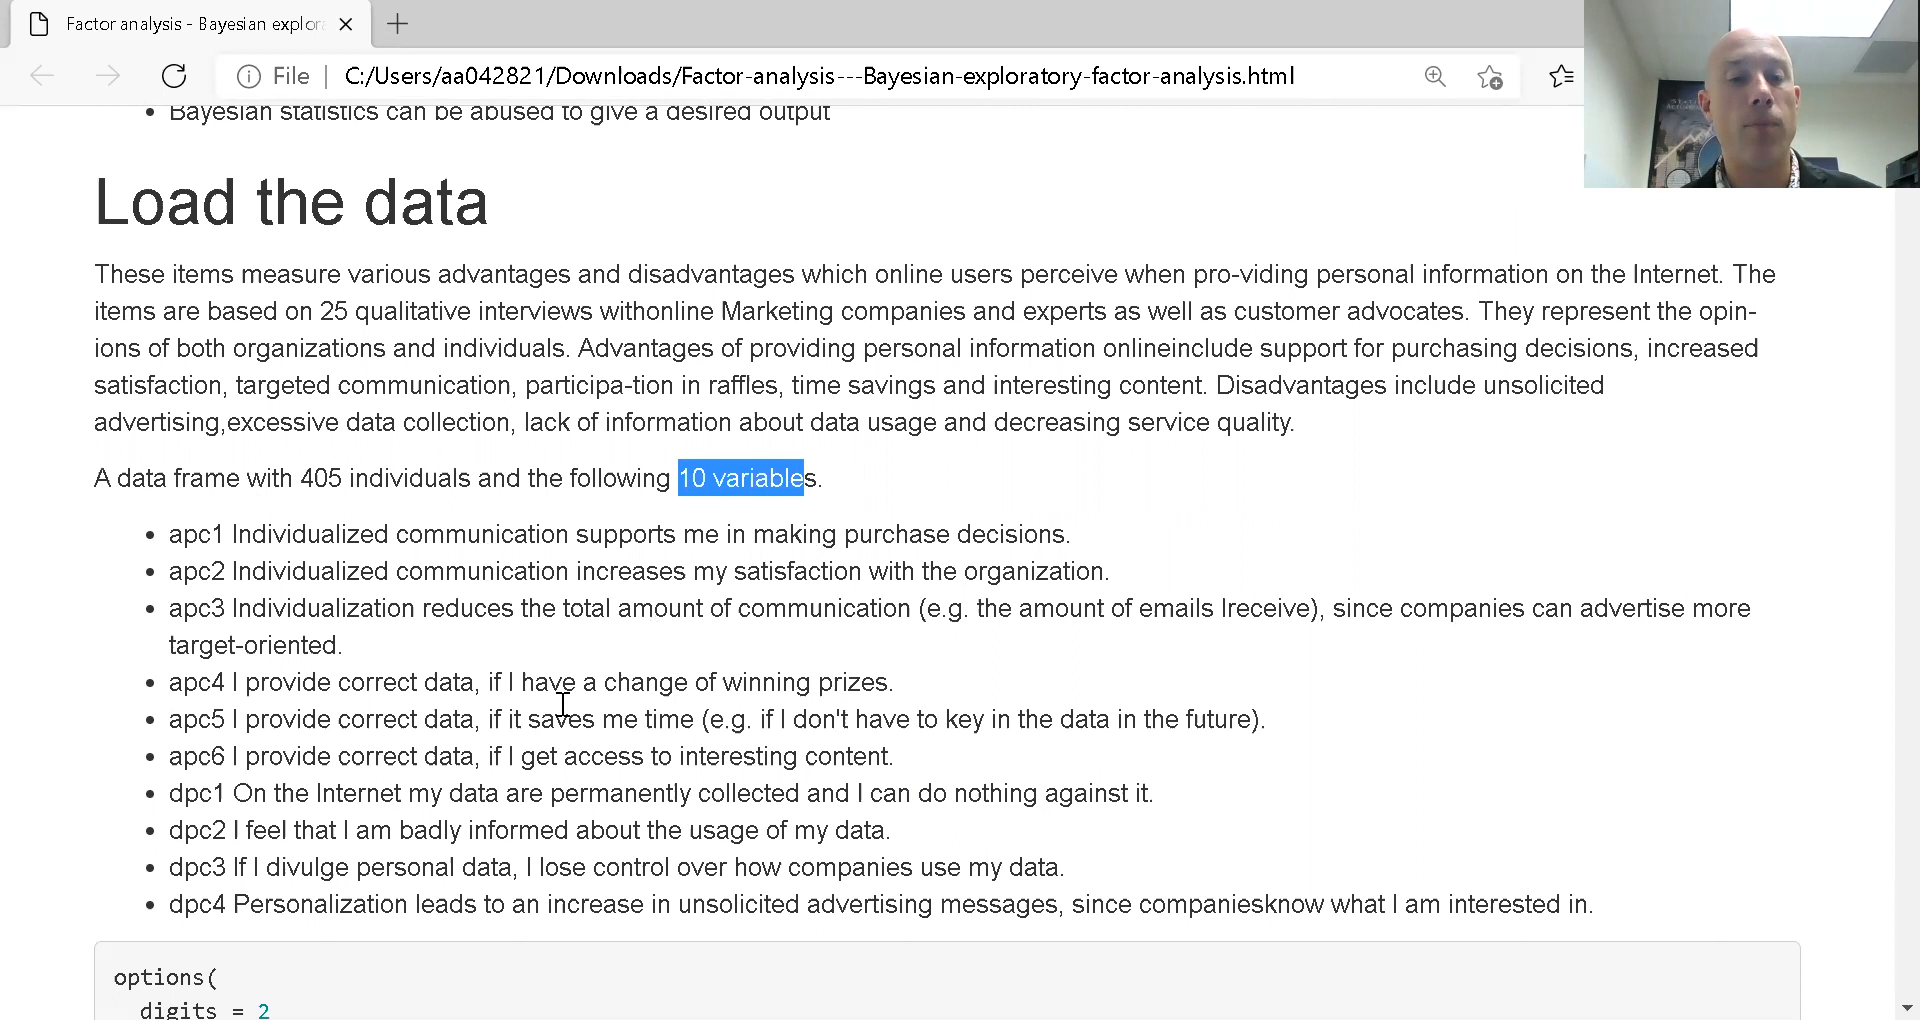 Factor analysis - Bayesian explor
File | C:/Users/aa042821/Downloads/Factor-analysis---Bayesian-exploratory-factor-analysis.html
• Bayesian statistics can be abused to give a desired output
Load the data
These items measure various advantages and disadvantages which online users perceive when pro-viding personal information on the Internet. The
items are based on 25 qualitative interviews withonline Marketing companies and experts as well as customer advocates. They represent the opin-
ions of both organizations and individuals. Advantages of providing personal information onlineinclude support for purchasing decisions, increased
satisfaction, targeted communication, participa-tion in raffles, time savings and interesting content. Disadvantages include unsolicited
advertising,excessive data collection, lack of information about data usage and decreasing service quality.
A data frame with 405 individuals and the following 10 variables.
• apc1 Individualized communication supports me in making purchase decisions.
• apc2 Individualized communication increases my satisfaction with the organization.
• apc3 Individualization reduces the total amount of communication (e.g. the amount of emails Ireceive), since companies can advertise more
target-oriented.
• apc4 I provide correct data, if I have a change of winning prizes.
• apc5 I provide correct data, if it saves me time (e.g. if I don't have to key in the data in the future).
• apc6 I provide correct data, if I get access to interesting content.
• dpc1 On the Internet my data are permanently collected and I can do nothing against it.
• dpc2 I feel that I am badly informed about the usage of my data.
• dpc3 If I divulge personal data, I lose control over how companies use my data.
• dpc4 Personalization leads to an increase in unsolicited advertising messages, since companiesknow what I am interested in.
options(
digits = 2